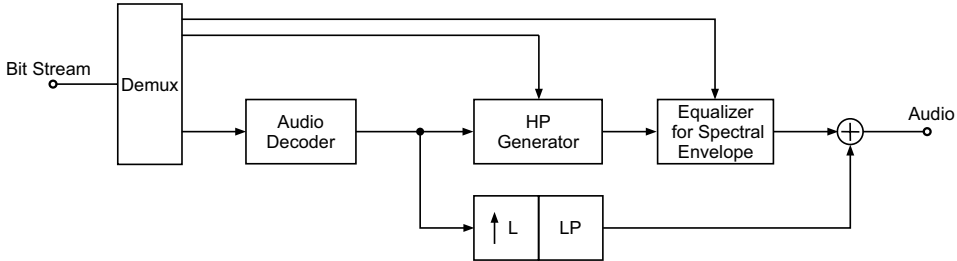 Bit Stream
Demux
Audio
Decoder
HP
Generator
Equalizer
for Spectral
Envelope
Audio
↑ L
LP